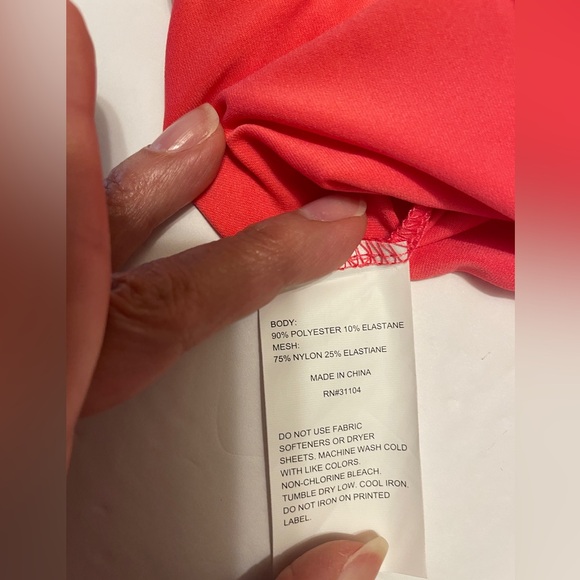 BODY:
90% POLYESTER 10% ELASTANE
MESH:
75% NYLON 25% ELASTIANE
MADE IN CHINA
RN#31104
DO NOT USE FABRIC
SOFTENERS OR DRYER
SHEETS. MACHINE WASH COLD
WITH LIKE COLORS.
NON-CHLORINE BLEACH.
TUMBLE DRY LOW. COOL IRON.
DO NOT IRON ON PRINTED
LABEL.